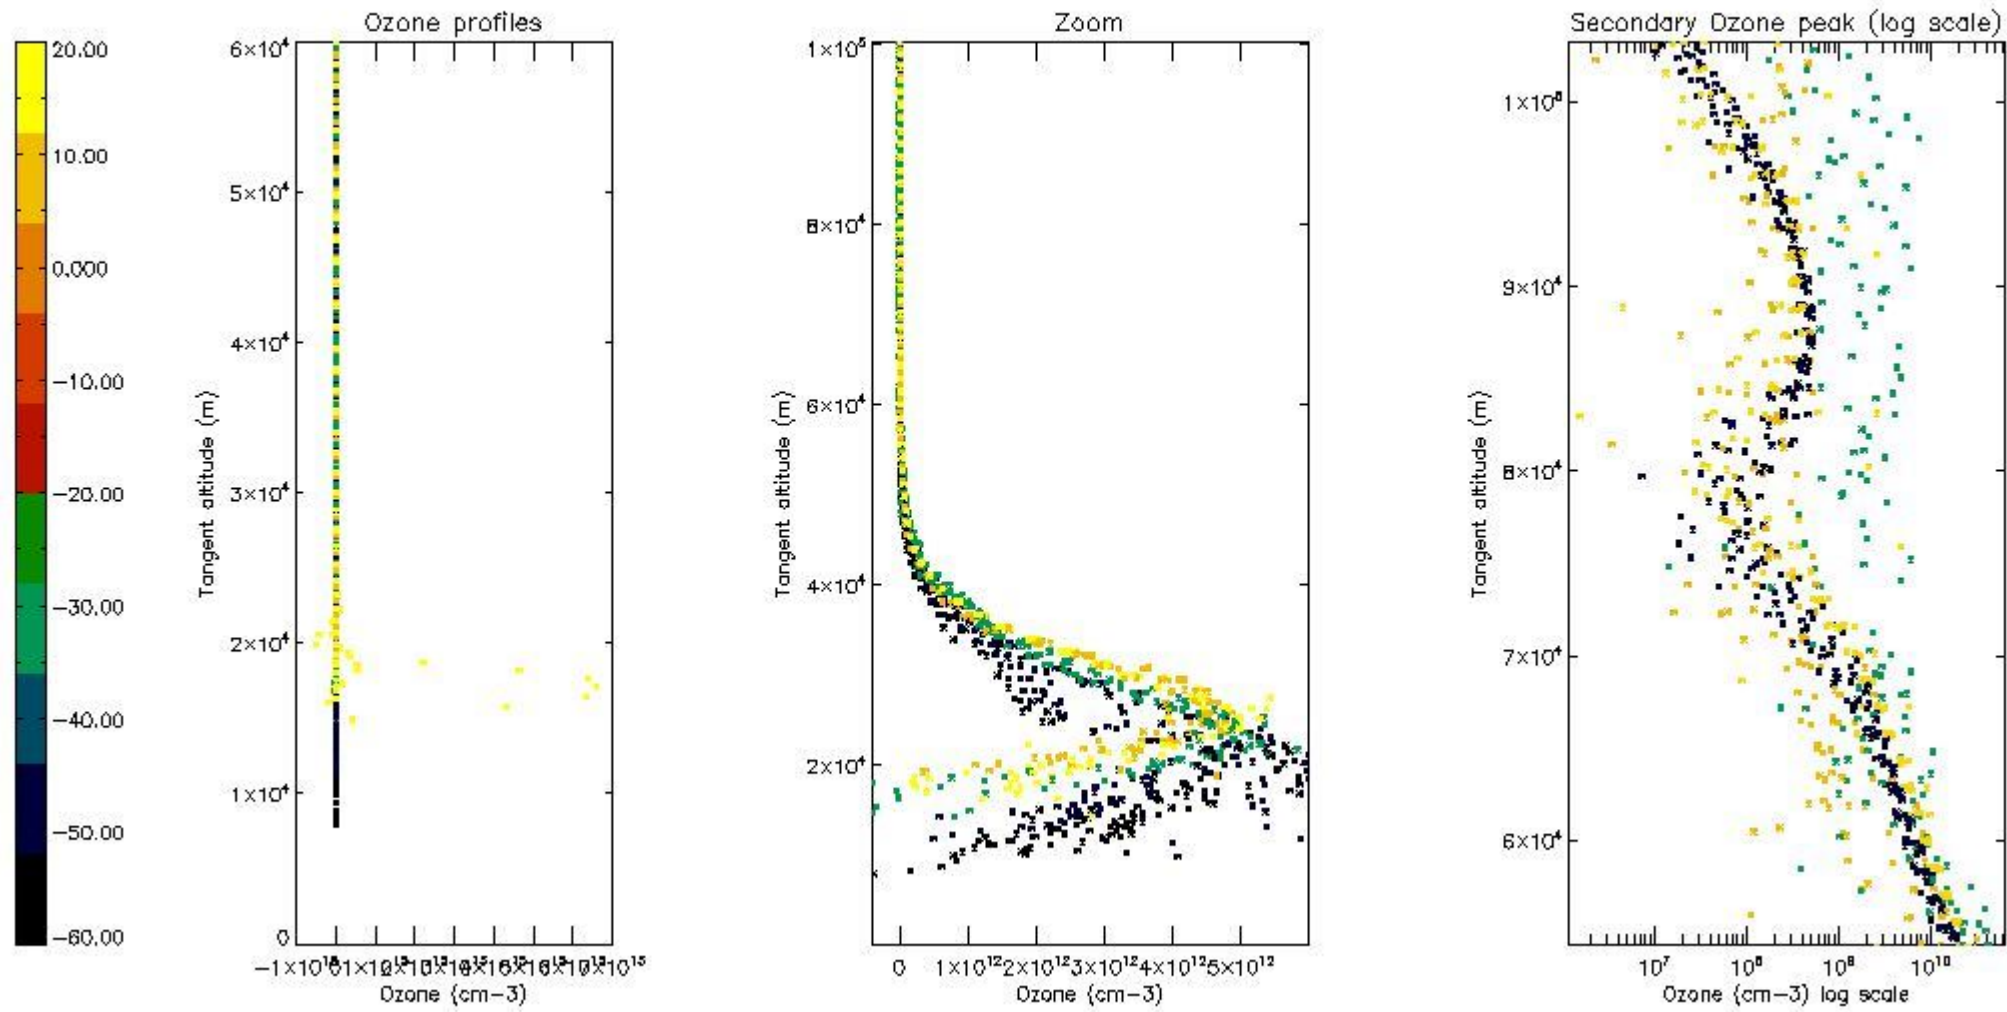 Ozone profiles
Zoom
Secondary Ozone peak (log scale)
20.00
10.00
0.000
−10.00
−20.00
−30.00
−40.00
−50.00
−60.00
6×10⁴
5×10⁴
4×10⁴
3×10⁴
2×10⁴
1×10⁴
0
Tangent altitude (m)
Ozone (cm−3)
1×10⁵
8×10⁴
6×10⁴
4×10⁴
2×10⁴
Tangent altitude (m)
0 1×10¹² 2×10¹² 3×10¹² 4×10¹² 5×10¹²
Ozone (cm−3)
1×10⁵
9×10⁴
8×10⁴
7×10⁴
6×10⁴
Tangent altitude (m)
10⁷ 10⁸ 10⁹ 10¹⁰
Ozone (cm−3) log scale